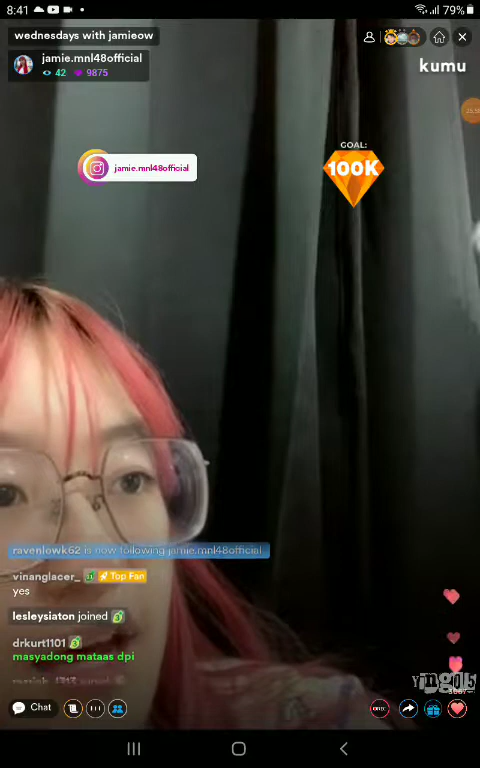 8:41
79%
wednesdays with jamieow
jamie.mnl48official
42 9875
kumu
GOAL:
100K
jamie.mnl48official
ravenlowk62 is now following jamie.mnl48official
vinanglacer_ Top Fan
yes
lesleysiaton joined
drkurt1101
masyadong mataas dpi
Chat